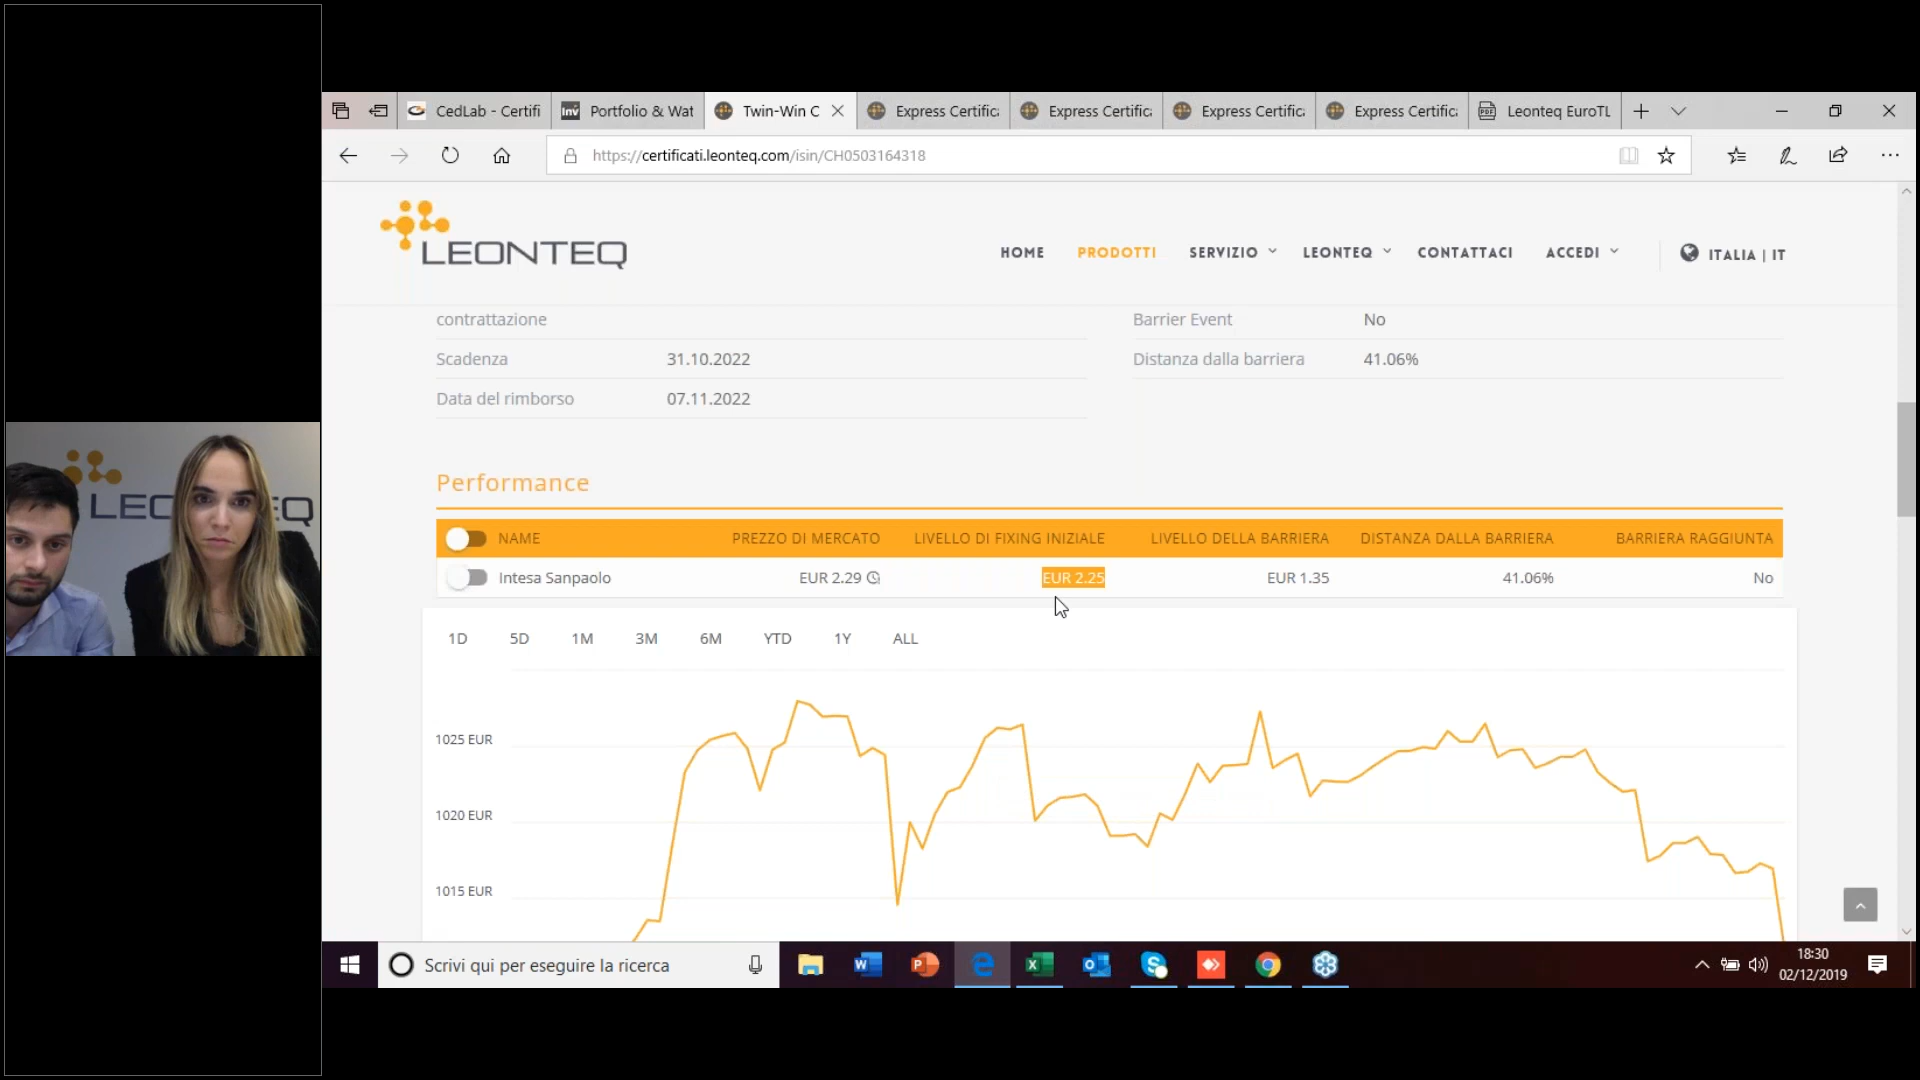 CedLab - Certifi
Portfolio & Wat
Twin-Win C
Express Certific
Express Certific
Express Certific
Express Certific
Leonteq EuroTL
https://certificati.leonteq.com/isin/CH0503164318
LEONTEQ
HOME
PRODOTTI
SERVIZIO
LEONTEQ
CONTATTACI
ACCEDI
ITALIA | IT
contrattazione
Barrier Event No
Scadenza 31.10.2022
Distanza dalla barriera 41.06%
Data del rimborso 07.11.2022
Performance
NAME PREZZO DI MERCATO LIVELLO DI FIXING INIZIALE LIVELLO DELLA BARRIERA DISTANZA DALLA BARRIERA BARRIERA RAGGIUNTA
Intesa Sanpaolo EUR 2.29 EUR 2.25 EUR 1.35 41.06% No
1D 5D 1M 3M 6M YTD 1Y ALL
1025 EUR
1020 EUR
1015 EUR
LEO
EQ
Scrivi qui per eseguire la ricerca
18:30
02/12/2019